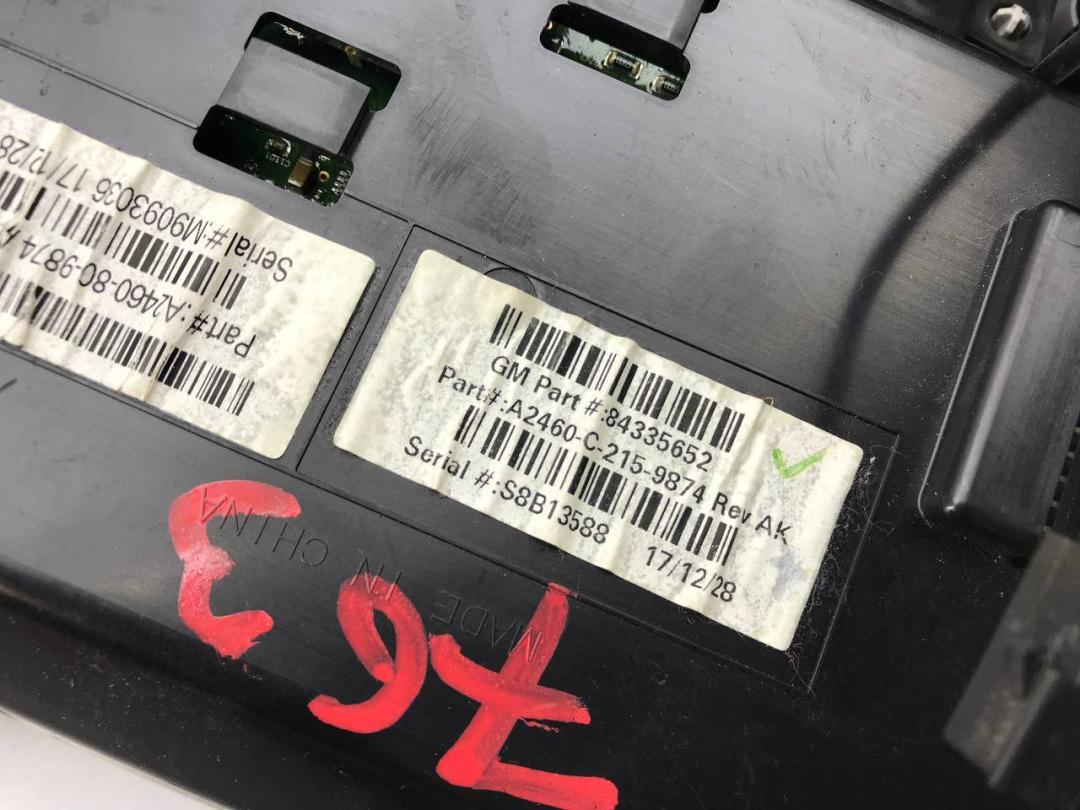 Part#:A2460-80-9874
Serial#:M9093036 17/12/28
GM Part #:84335652
Part#:A2460-C-215-9874 Rev AK
Serial #:S8B13588 17/12/28
MADE IN CHINA
763